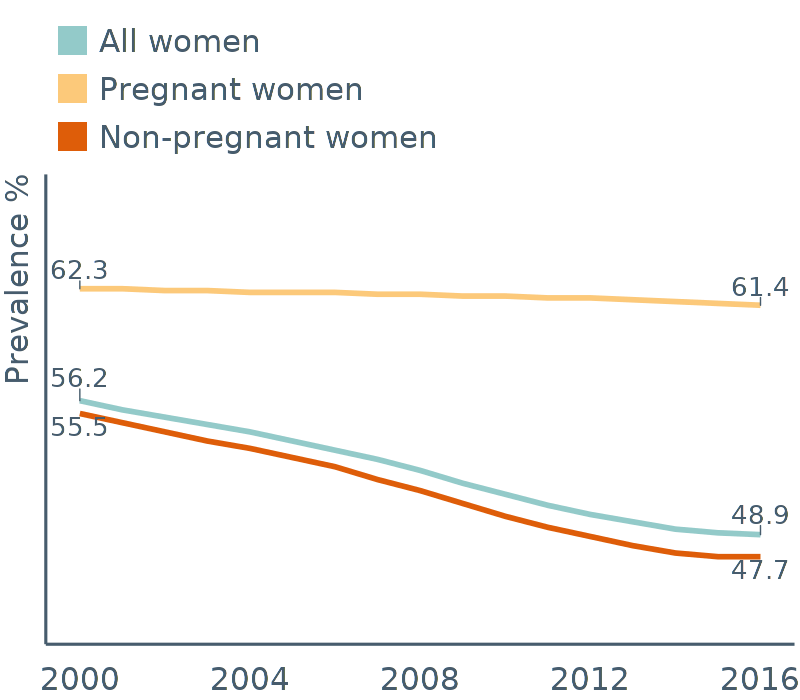 All women
Pregnant women
Non-pregnant women
Prevalence %
62.3
61.4
56.2
55.5
48.9
47.7
2000 2004 2008 2012 2016